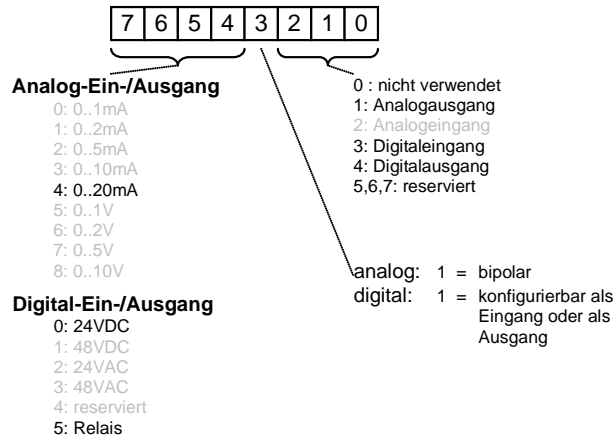 7 6 5 4 3 2 1 0
Analog-Ein-/Ausgang
0: 0..1mA
1: 0..2mA
2: 0..5mA
3: 0..10mA
4: 0..20mA
5: 0..1V
6: 0..2V
7: 0..5V
8: 0..10V
Digital-Ein-/Ausgang
0: 24VDC
1: 48VDC
2: 24VAC
3: 48VAC
4: reserviert
5: Relais
0 : nicht verwendet
1: Analogausgang
2: Analogeingang
3: Digitaleingang
4: Digitalausgang
5,6,7: reserviert
analog: 1 = bipolar
digital: 1 = konfigurierbar als
Eingang oder als
Ausgang